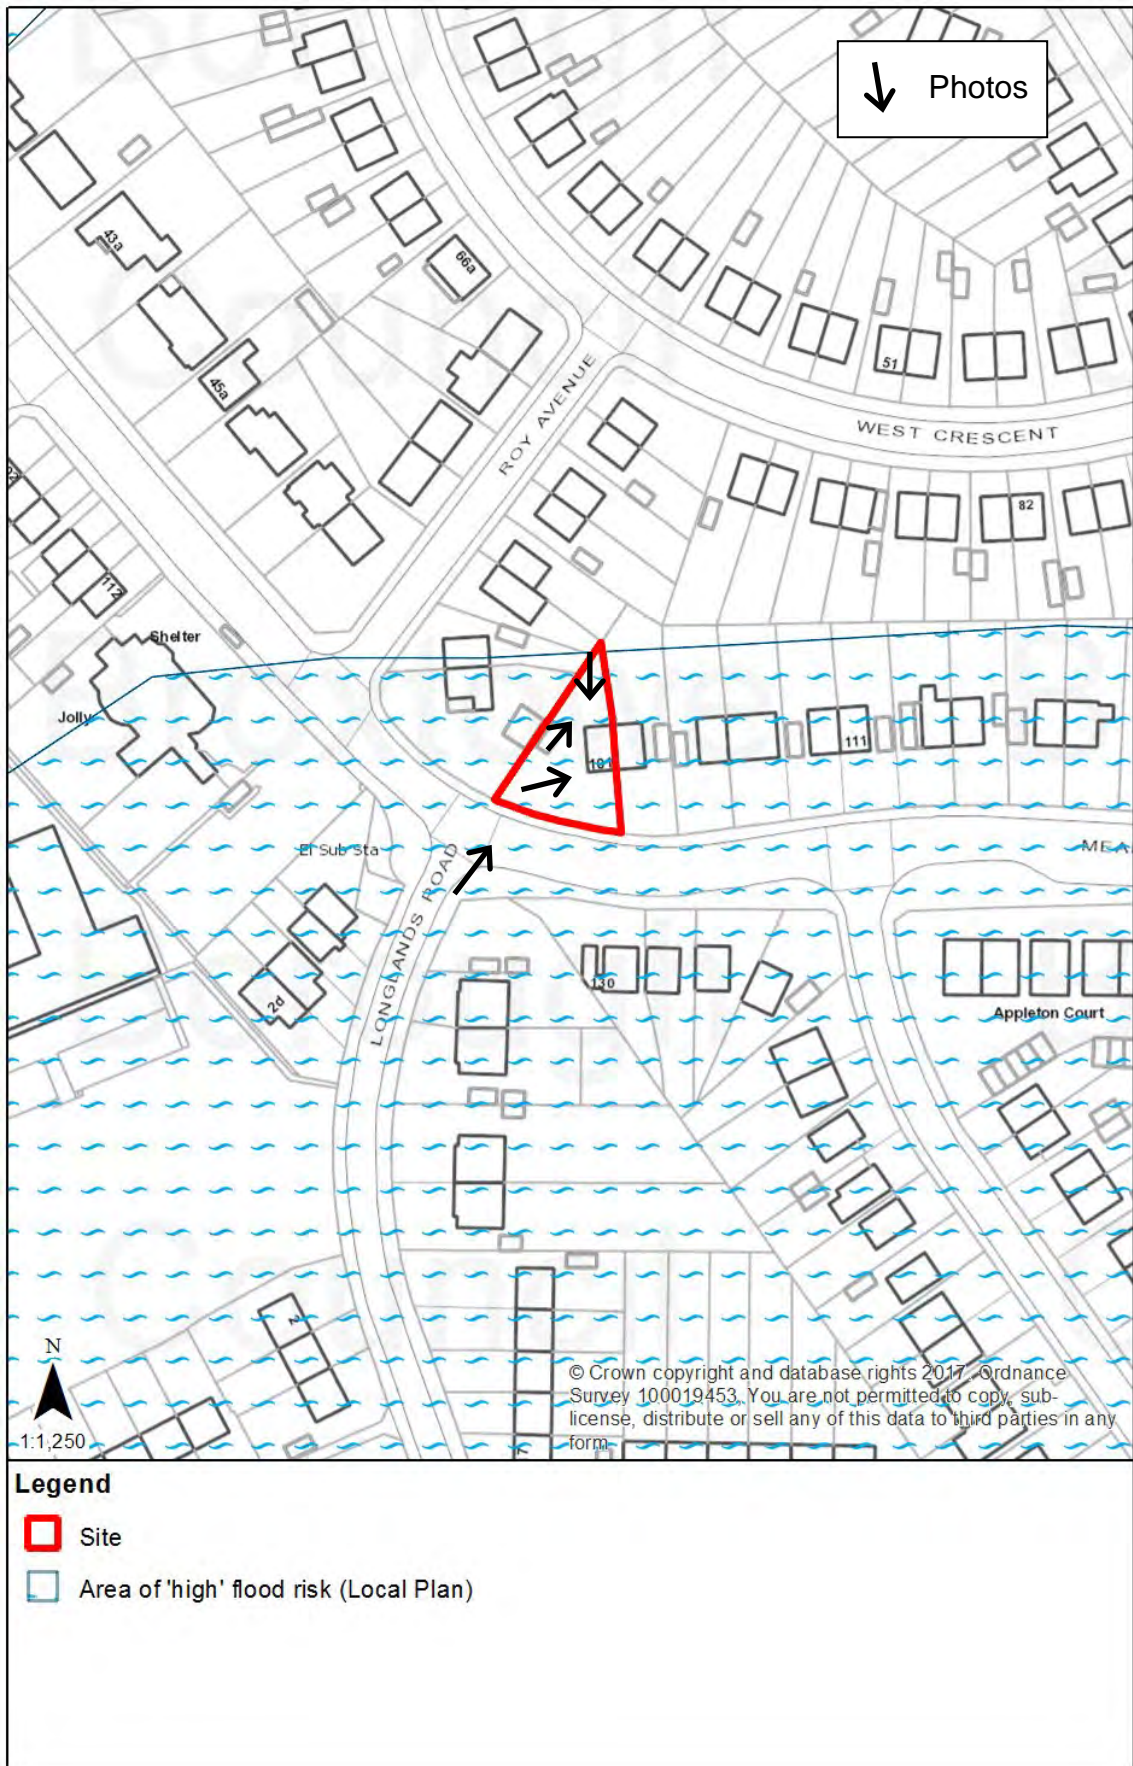 Photos
43a
66a
45a
51
ROY AVENUE
WEST CRESCENT
82
112
Shelter
Jolly
101
111
El Sub Sta
MEA
LONGLANDS ROAD
130
2d
Appleton Court
2
N
1:1,250
7
© Crown copyright and database rights 2017. Ordnance
Survey 100019453. You are not permitted to copy, sub-
license, distribute or sell any of this data to third parties in any
form
Legend
Site
Area of 'high' flood risk (Local Plan)